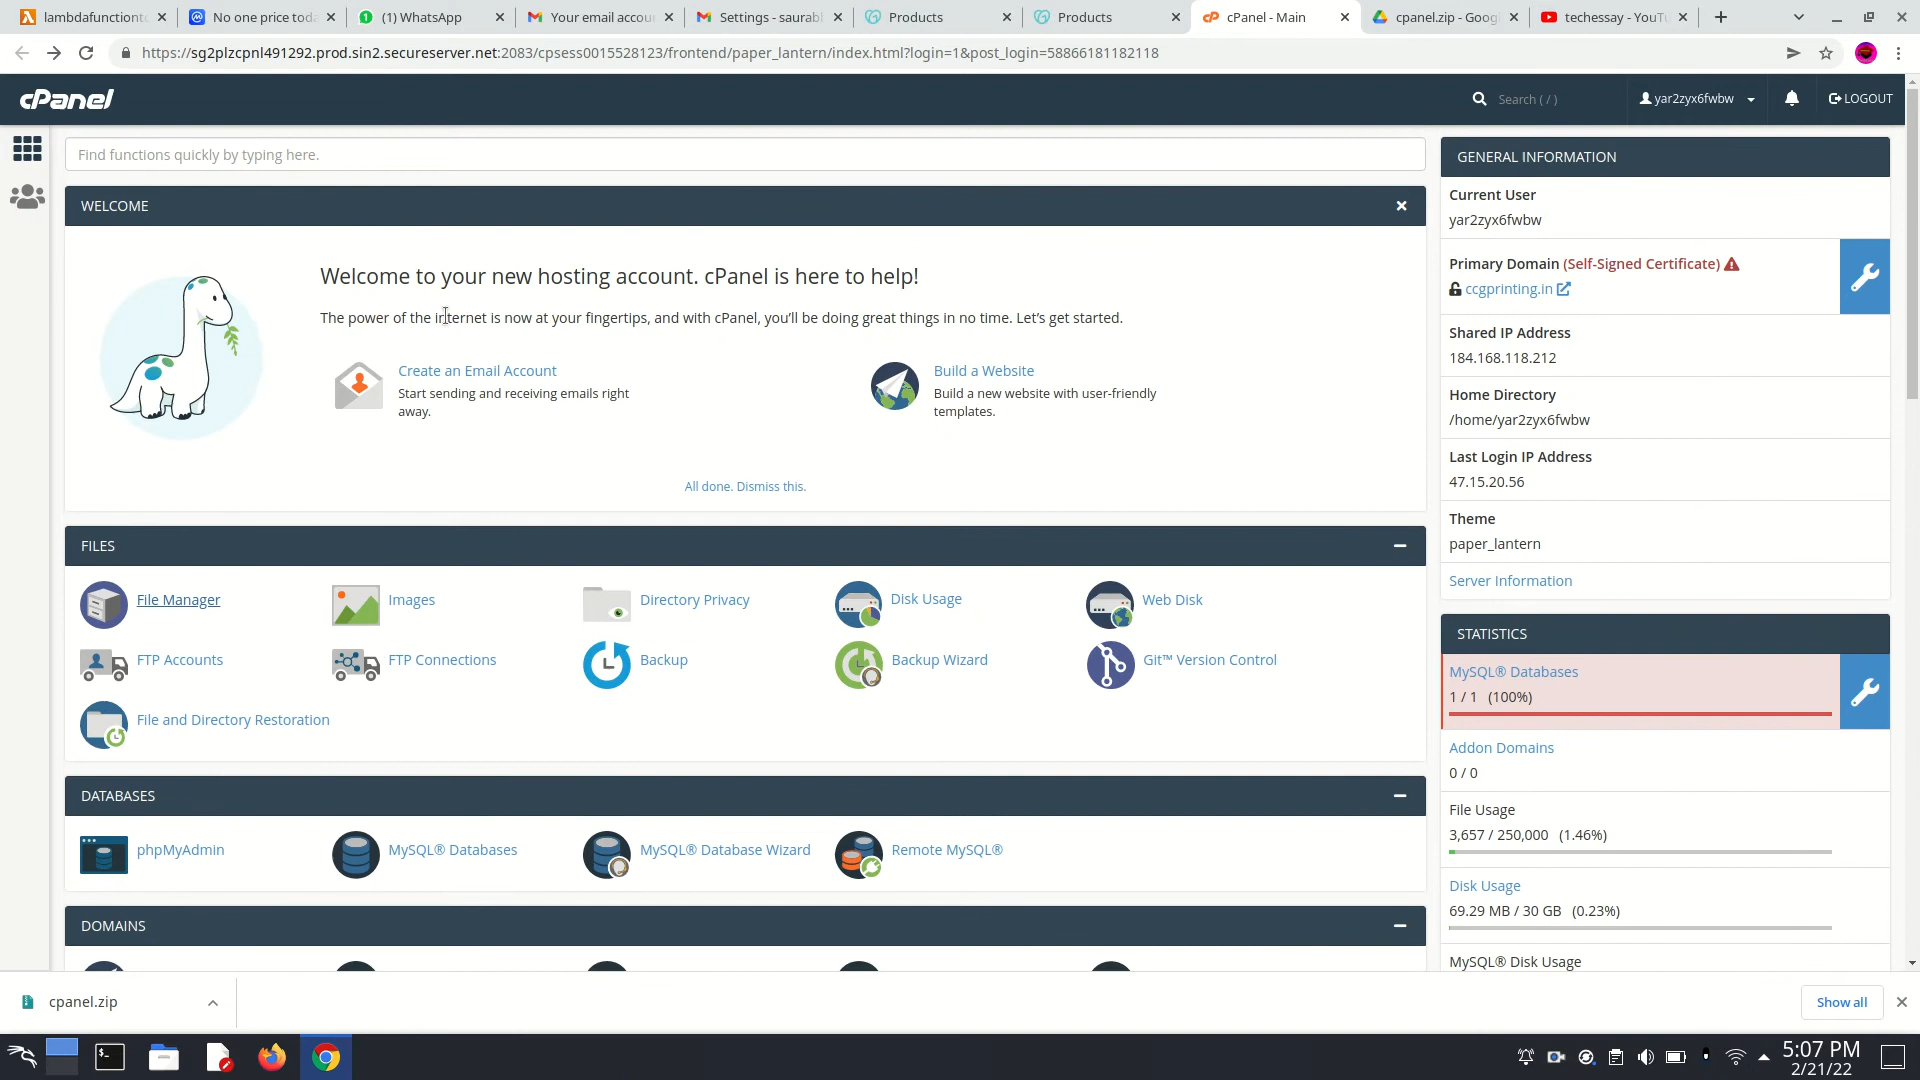 lambdafunctionto
No one price toda
(1) WhatsApp
Your email accou
Settings - saurabl
Products
Products
cPanel - Main
cpanel.zip - Goog
techessay - YouTu
https://sg2plzcpnl491292.prod.sin2.secureserver.net:2083/cpsess0015528123/frontend/paper_lantern/index.html?login=1&post_login=58866181182118
cPanel
Search ( / )
yar2zyx6fwbw
LOGOUT
Find functions quickly by typing here.
WELCOME
Welcome to your new hosting account. cPanel is here to help!
The power of the internet is now at your fingertips, and with cPanel, you'll be doing great things in no time. Let's get started.
Create an Email Account
Start sending and receiving emails right
away.
Build a Website
Build a new website with user-friendly
templates.
All done. Dismiss this.
FILES
File Manager
Images
Directory Privacy
Disk Usage
Web Disk
FTP Accounts
FTP Connections
Backup
Backup Wizard
Git™ Version Control
File and Directory Restoration
DATABASES
phpMyAdmin
MySQL® Databases
MySQL® Database Wizard
Remote MySQL®
DOMAINS
GENERAL INFORMATION
Current User
yar2zyx6fwbw
Primary Domain (Self-Signed Certificate)
ccgprinting.in
Shared IP Address
184.168.118.212
Home Directory
/home/yar2zyx6fwbw
Last Login IP Address
47.15.20.56
Theme
paper_lantern
Server Information
STATISTICS
MySQL® Databases
1 / 1 (100%)
Addon Domains
0 / 0
File Usage
3,657 / 250,000 (1.46%)
Disk Usage
69.29 MB / 30 GB (0.23%)
MySQL® Disk Usage
cpanel.zip
Show all
5:07 PM
2/21/22